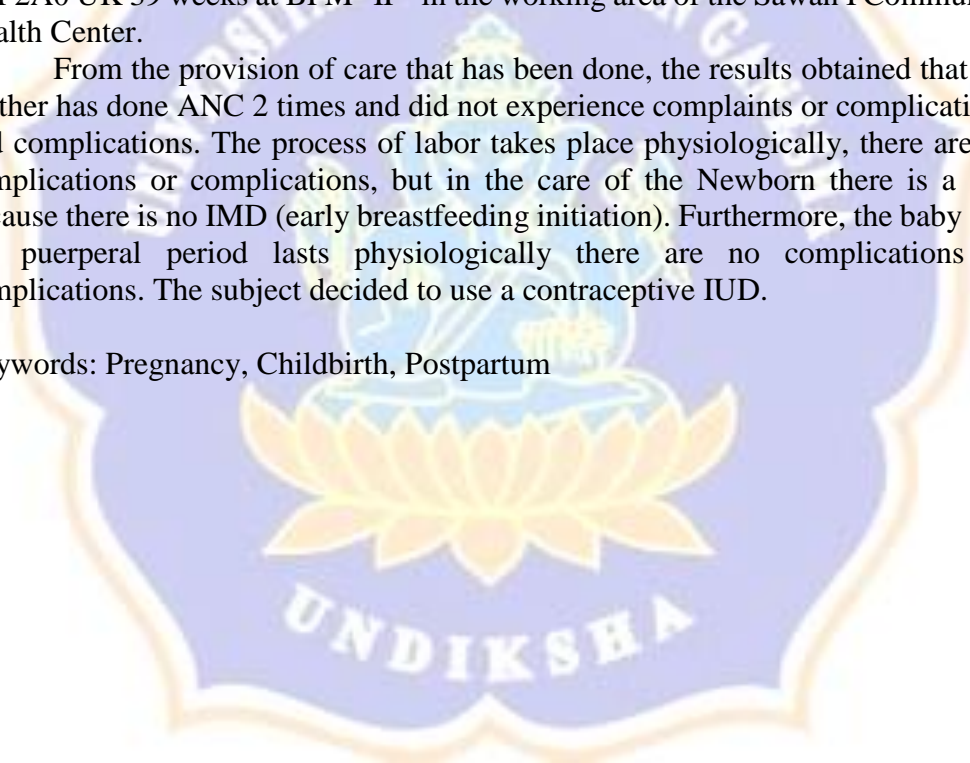 UK 39 weeks at BPM "IP" in the working area of the Sawan I Commun
alth Center.
From the provision of care that has been done, the results obtained that
ther has done ANC 2 times and did not experience complaints or complicati
d complications. The process of labor takes place physiologically, there are
mplications or complications, but in the care of the Newborn there is a
cause there is no IMD (early breastfeeding initiation). Furthermore, the baby
puerperal period lasts physiologically there are no complications
mplications. The subject decided to use a contraceptive IUD.
ywords: Pregnancy, Childbirth, Postpartum
UNDIKSHA